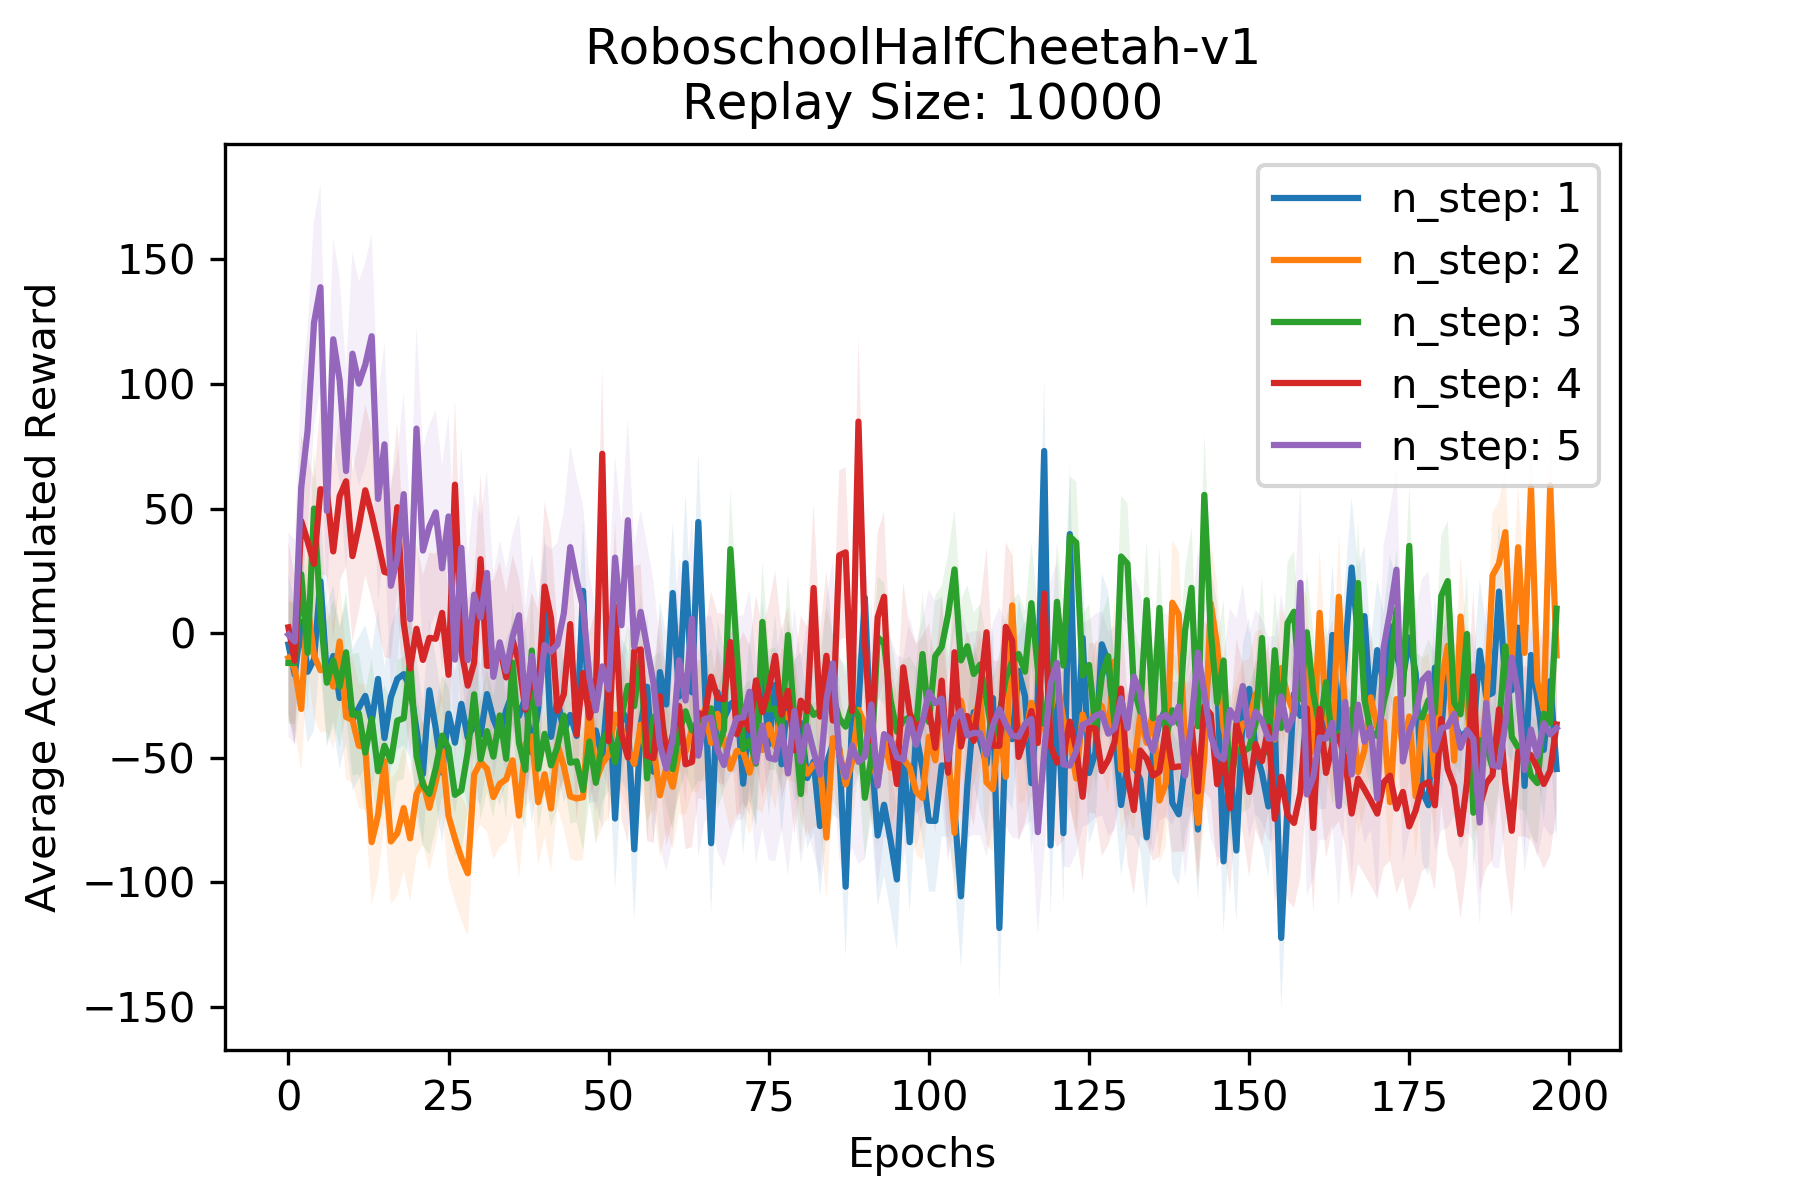 RoboschoolHalfCheetah-v1
Replay Size: 10000
n_step: 1
n_step: 2
n_step: 3
n_step: 4
n_step: 5
Average Accumulated Reward
150
100
50
0
−50
−100
−150
0 25 50 75 100 125 150 175 200
Epochs